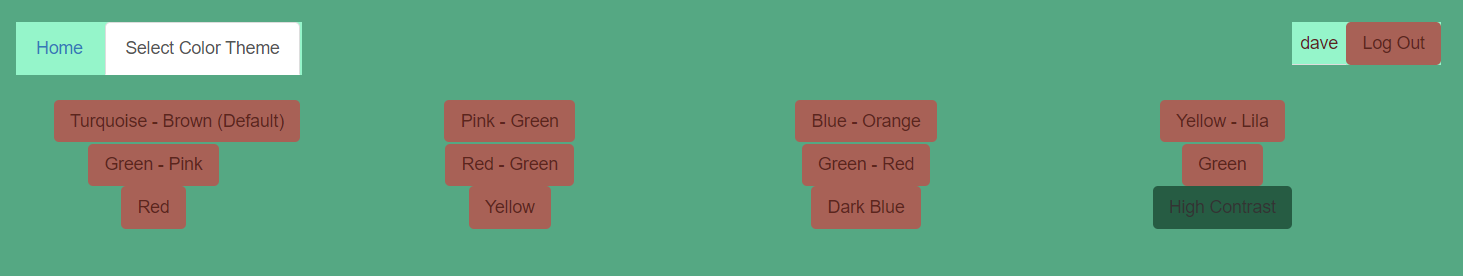 Home Select Color Theme dave Log Out
Turquoise - Brown (Default) Pink - Green Blue - Orange Yellow - Lila
Green - Pink Red - Green Green - Red Green
Red Yellow Dark Blue High Contrast